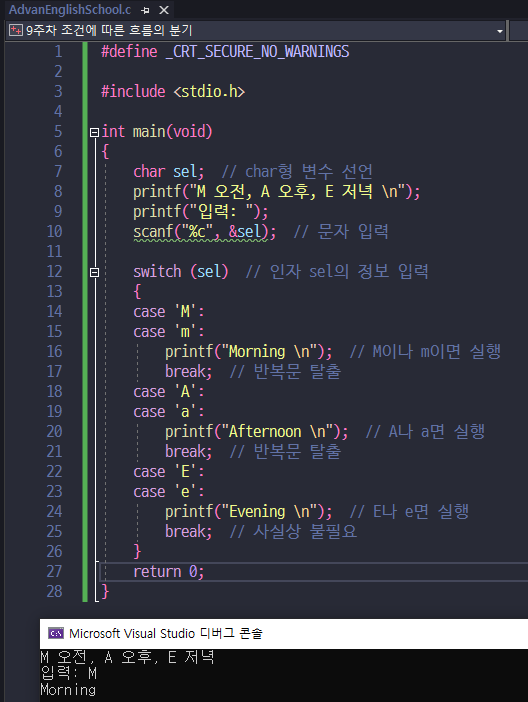 AdvanEnglishSchool.c
9주차 조건에 따른 흐름의 분기
1 #define _CRT_SECURE_NO_WARNINGS
2
3 #include <stdio.h>
4
5 int main(void)
6 {
7 char sel;  // char형 변수 선언
8 printf("M 오전, A 오후, E 저녁 \n");
9 printf("입력: ");
10 scanf("%c", &sel);  // 문자 입력
11
12 switch (sel)  // 인자 sel의 정보 입력
13 {
14 case 'M':
15 case 'm':
16 printf("Morning \n");  // M이나 m이면 실행
17 break;  // 반복문 탈출
18 case 'A':
19 case 'a':
20 printf("Afternoon \n");  // A나 a면 실행
21 break;  // 반복문 탈출
22 case 'E':
23 case 'e':
24 printf("Evening \n");  // E나 e면 실행
25 break;  // 사실상 불필요
26 }
27 return 0;
28 }
Microsoft Visual Studio 디버그 콘솔
M 오전, A 오후, E 저녁
입력: M
Morning